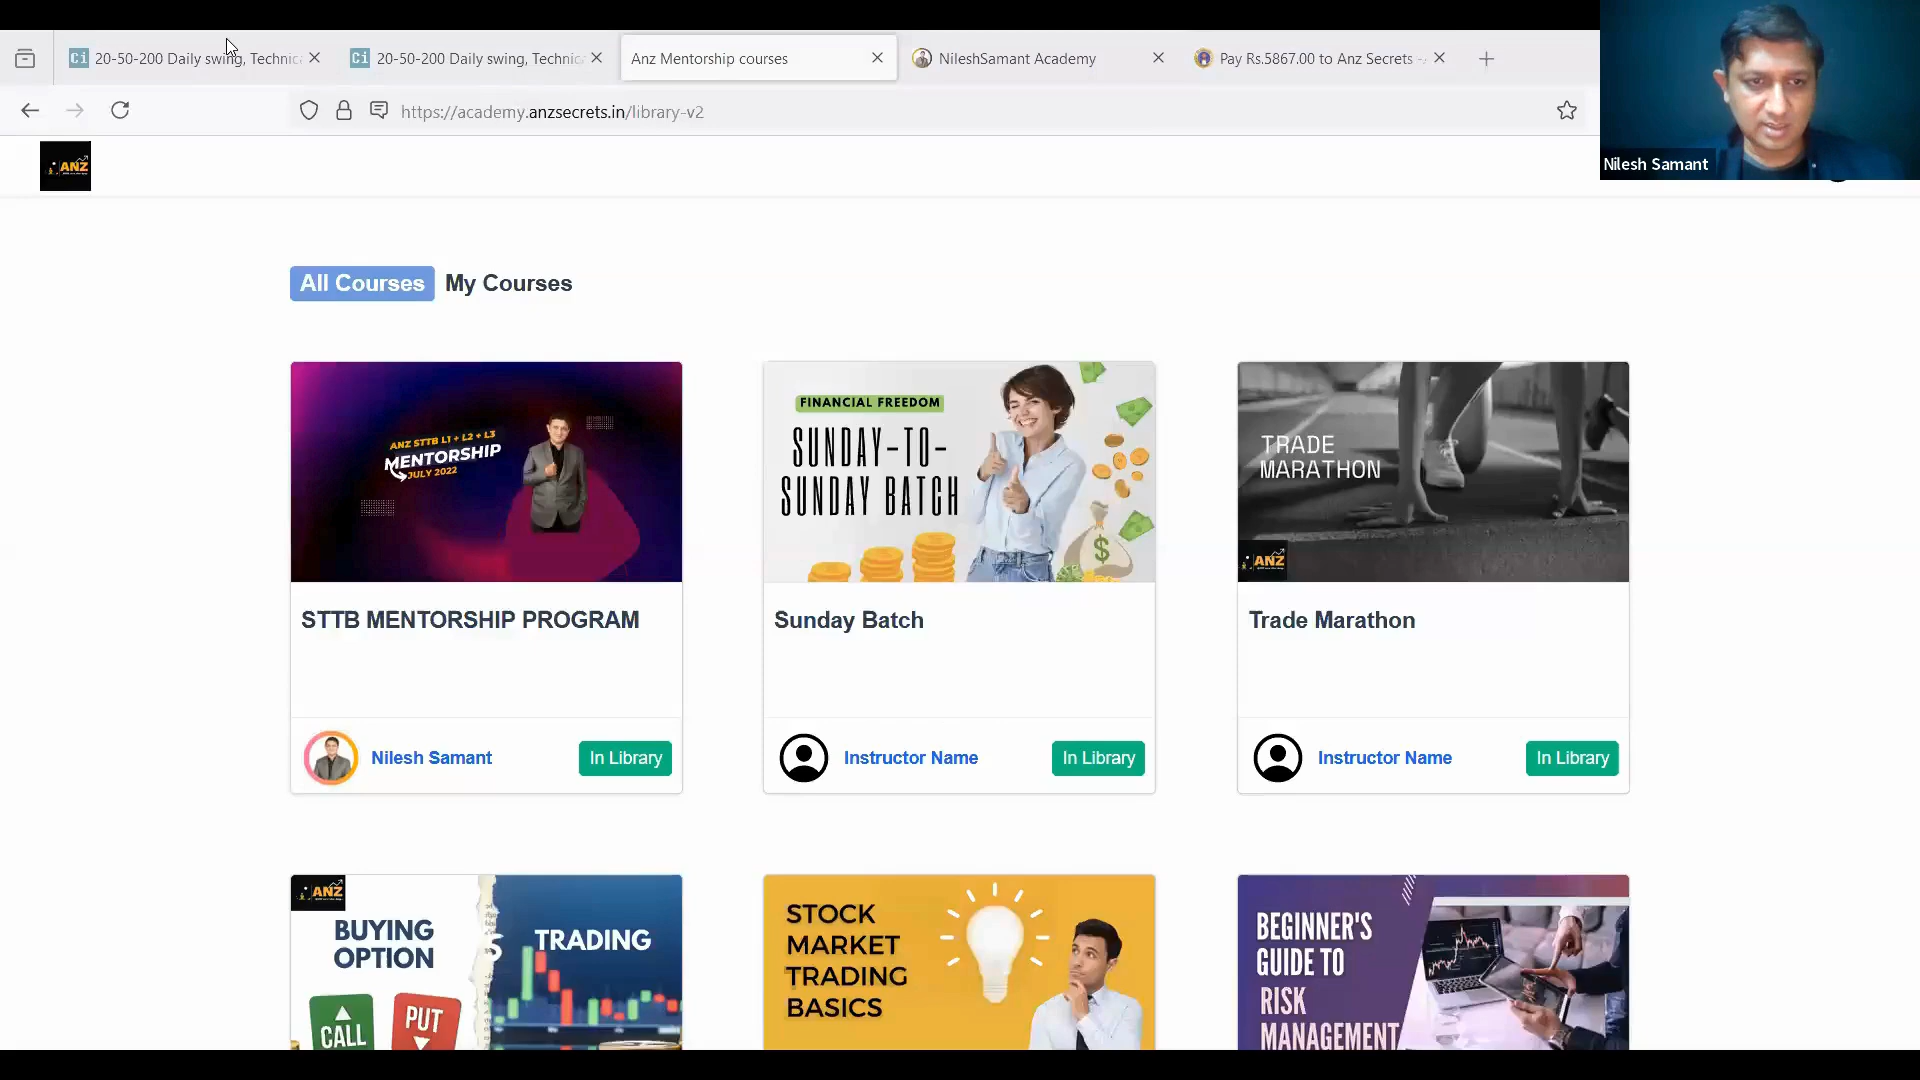 20-50-200 Daily swing, Technic
20-50-200 Daily swing, Technic
Anz Mentorship courses
NileshSamant Academy
Pay Rs.5867.00 to Anz Secrets -
https://academy.anzsecrets.in/library-v2
Nilesh Samant
ANZ
All Courses
My Courses
ANZ STTB L1 + L2 + L3
MENTORSHIP
JULY 2022
STTB MENTORSHIP PROGRAM
Nilesh Samant
In Library
FINANCIAL FREEDOM
SUNDAY-TO-
SUNDAY BATCH
$
Sunday Batch
Instructor Name
In Library
TRADE
MARATHON
ANZ
Trade Marathon
Instructor Name
In Library
ANZ
BUYING
OPTION
TRADING
CALL
PUT
STOCK
MARKET
TRADING
BASICS
BEGINNER'S
GUIDE TO
RISK
MANAGEMENT